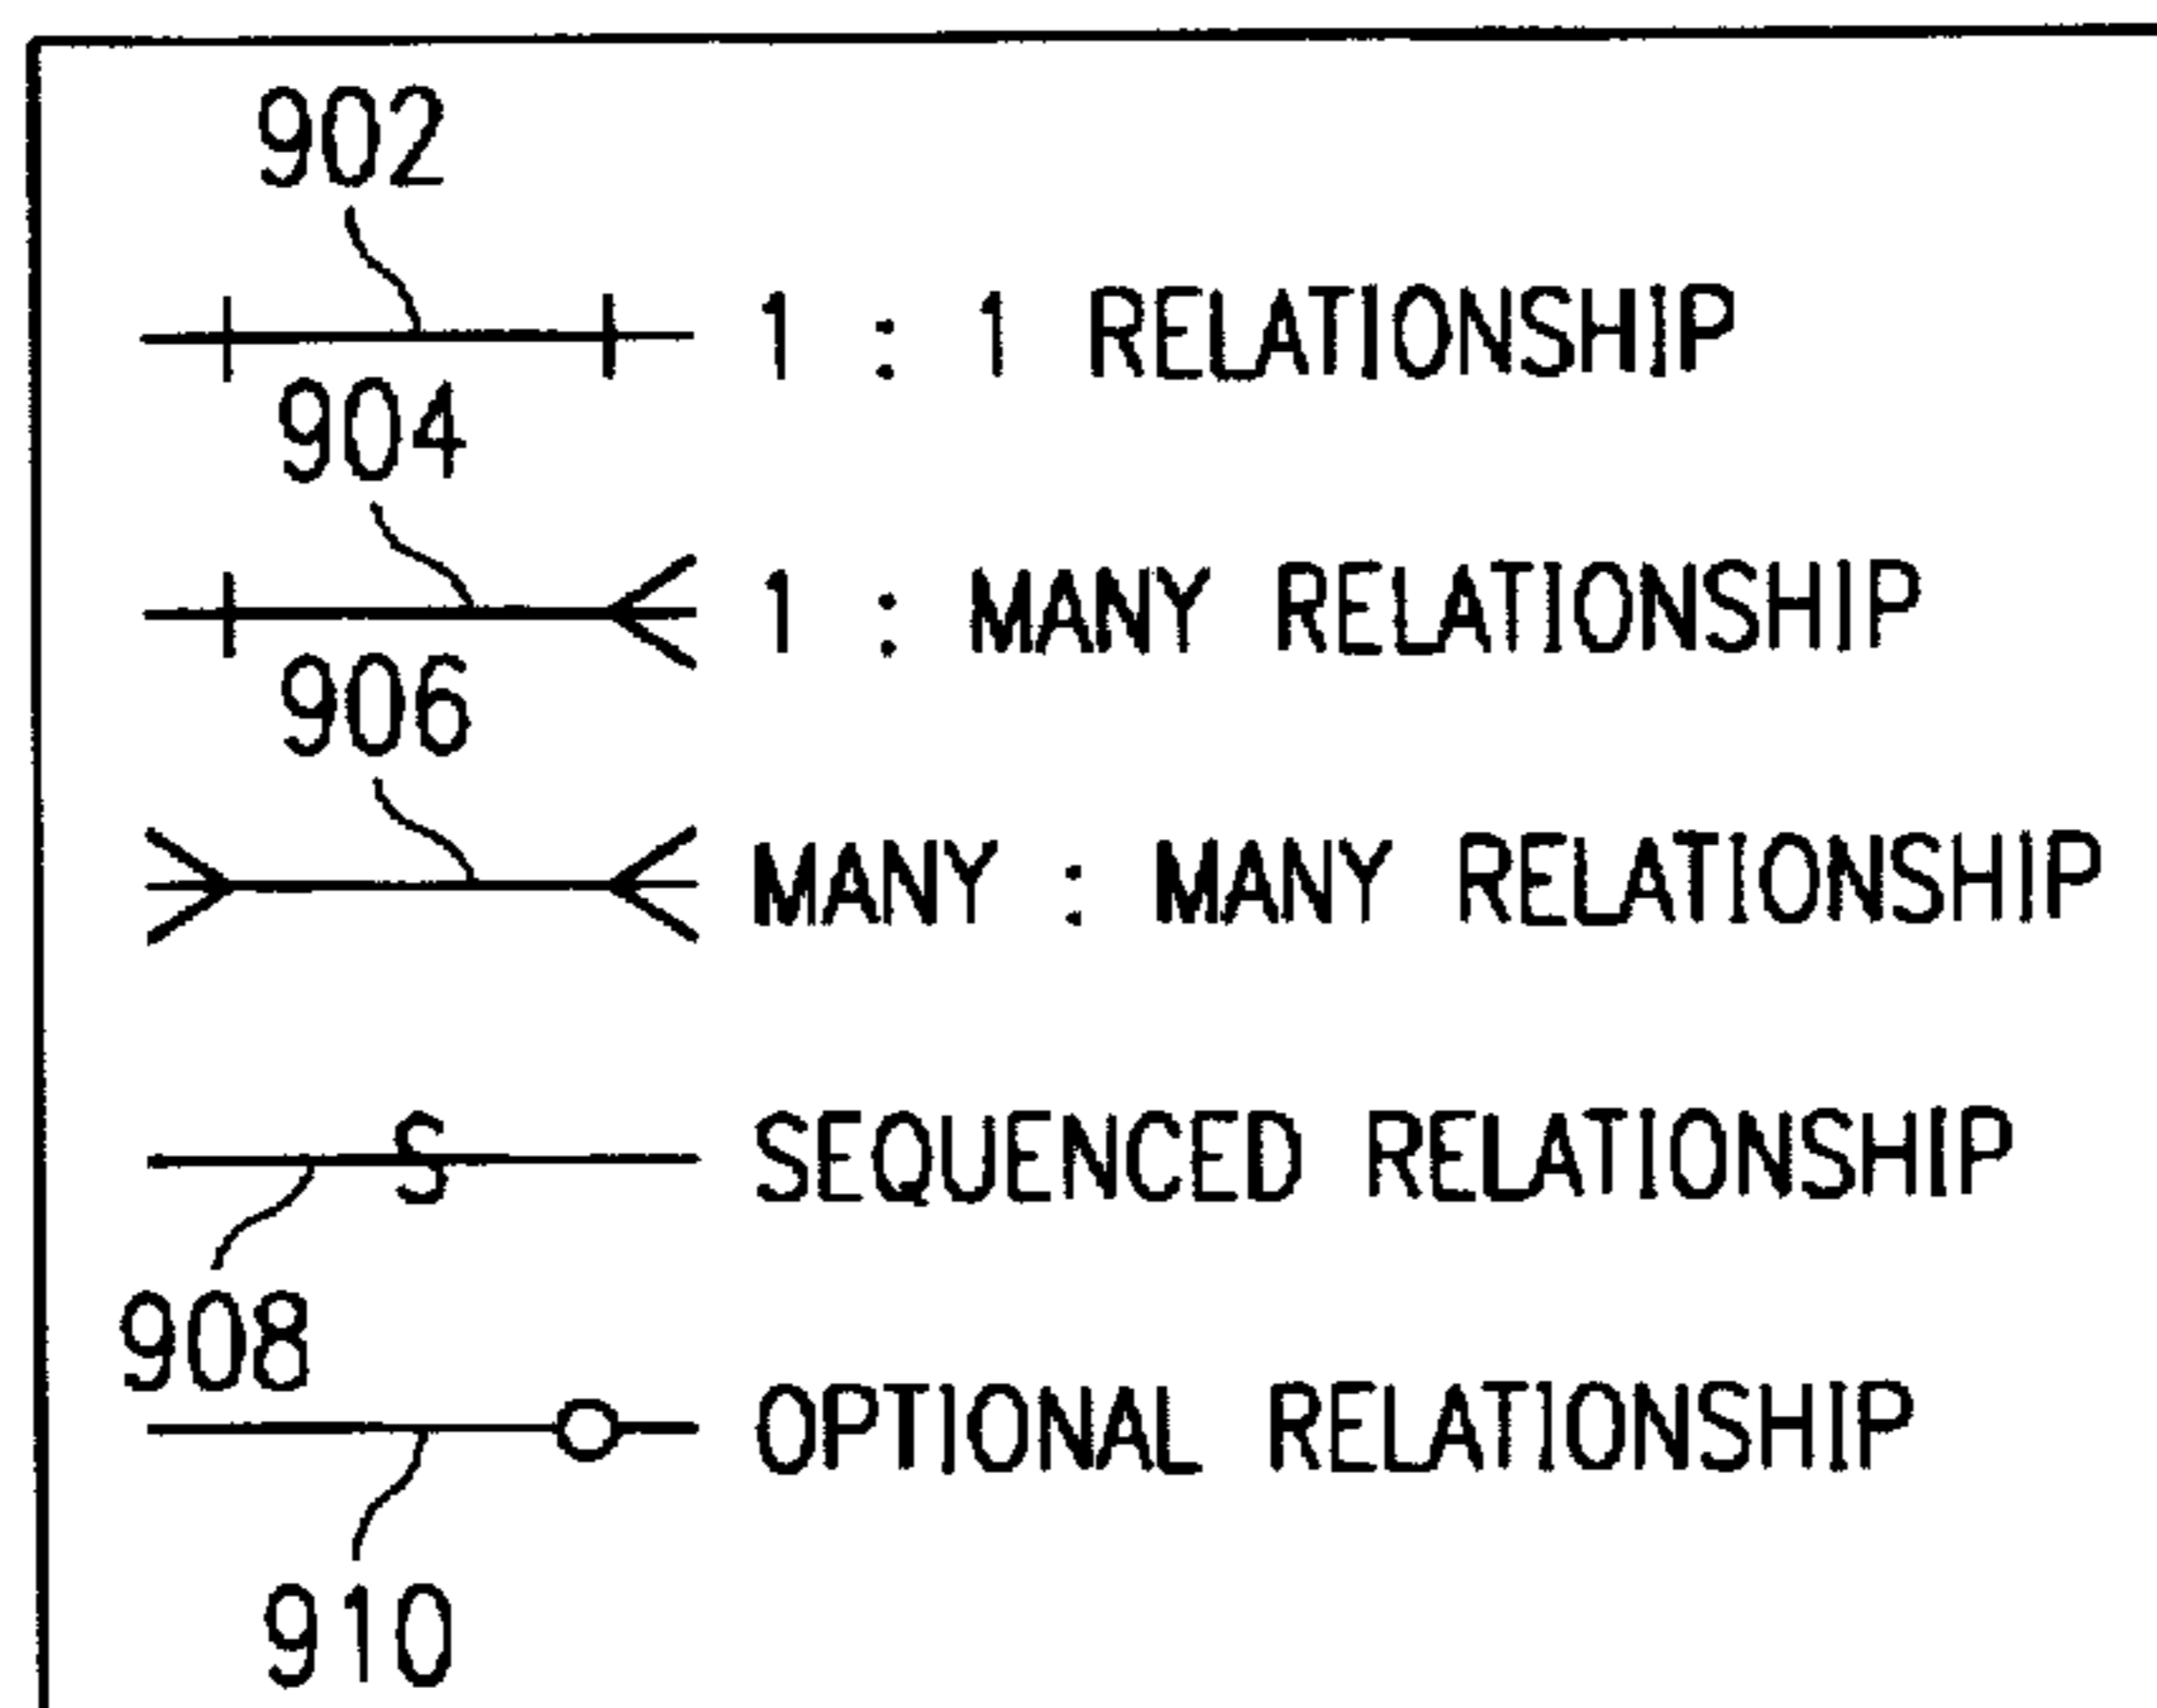 902
1 : 1 RELATIONSHIP
904
1 : MANY RELATIONSHIP
906
MANY : MANY RELATIONSHIP
S SEQUENCED RELATIONSHIP
908
OPTIONAL RELATIONSHIP
910